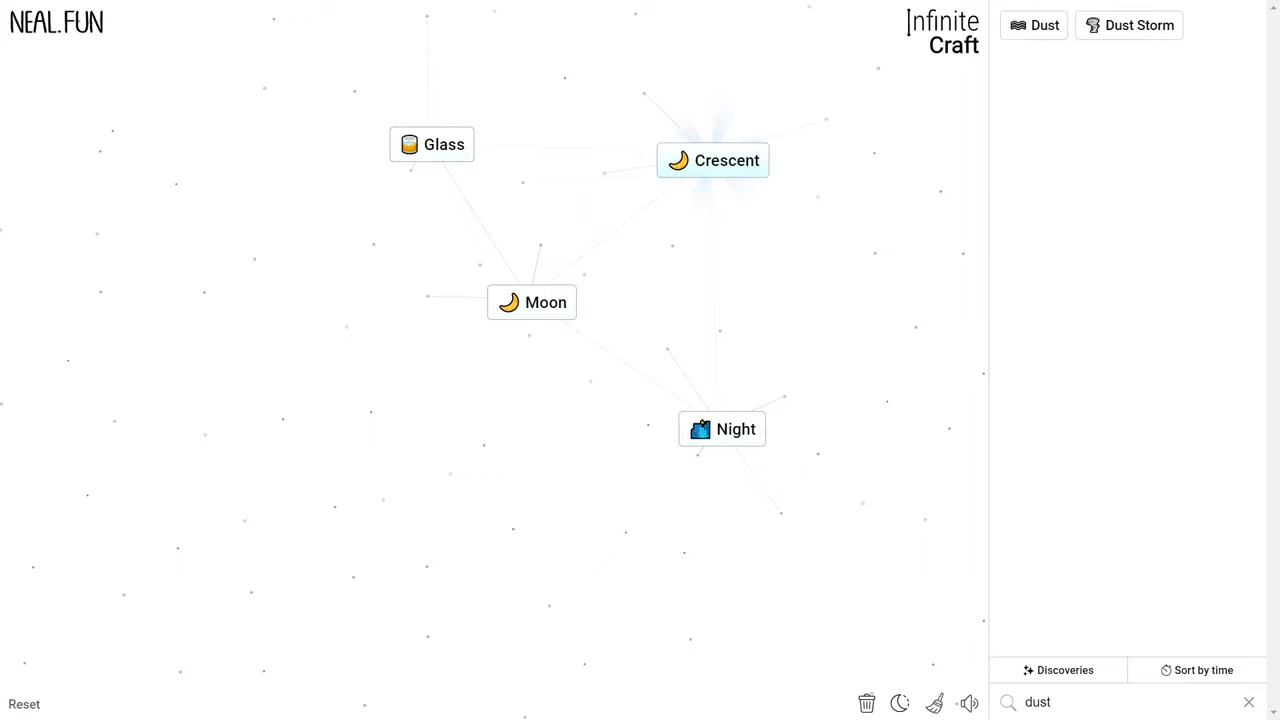 NEAL.FUN
Infinite
Craft
Dust
Dust Storm
Glass
Crescent
Moon
Night
Discoveries
Sort by time
Reset
dust